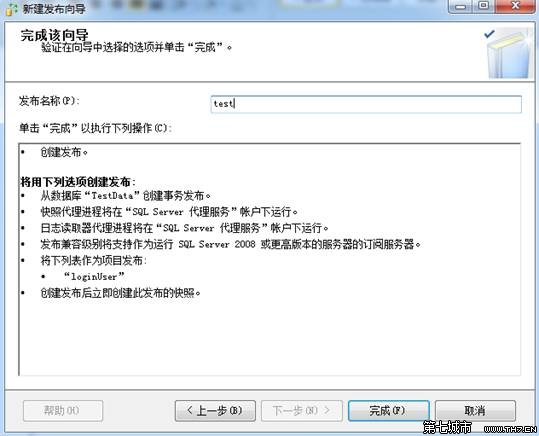 新建发布向导
完成该向导
验证在向导中选择的选项并单击“完成”。
发布名称(P):
test
单击“完成”以执行下列操作(C):
• 创建发布。
将用下列选项创建发布:
• 从数据库“TestData”创建事务发布。
• 快照代理进程将在“SQL Server 代理服务”帐户下运行。
• 日志读取器代理进程将在“SQL Server 代理服务”帐户下运行。
• 发布兼容级别将支持作为运行 SQL Server 2008 或更高版本的服务器的订阅服务器。
• 将下列表作为项目发布:
• “loginUser”
• 创建发布后立即创建此发布的快照。
帮助(H)
< 上一步(B)
下一步(N) >
完成(F)
取消
第七城市 WWW.TH7.CN